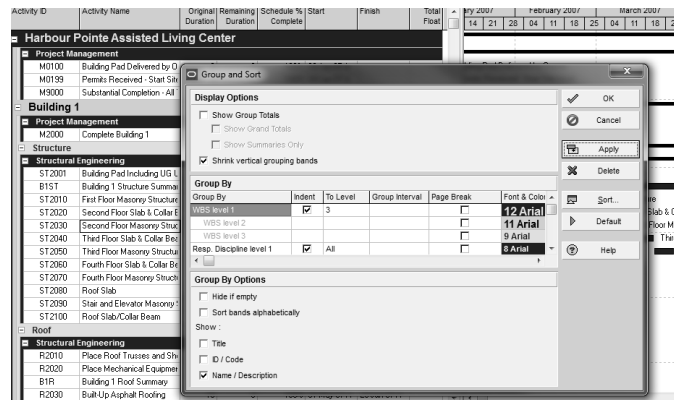 Activity ID Activity Name Original Remaining Schedule % Start Finish Total
Duration Duration Complete Float
2007 February 2007 March 2007
14 21 28 04 11 18 25 04 11 18
Harbour Pointe Assisted Living Center
Project Management
M0100 Building Pad Delivered by O
M0199 Permits Received - Start Site
M9000 Substantial Completion - All
Building 1
Project Management
M2000 Complete Building 1
Structure
Structural Engineering
ST2001 Building Pad Including UG
B1ST Building 1 Structure Summar
ST2010 First Floor Masonry Structure
ST2020 Second Floor Slab & Collar
ST2030 Second Floor Masonry Struc
ST2040 Third Floor Slab & Collar Bea
ST2050 Third Floor Masonry Structur
ST2060 Fourth Floor Slab & Collar Be
ST2070 Fourth Floor Masonry Struct
ST2080 Roof Slab
ST2090 Stair and Elevator Masonry
ST2100 Roof Slab/Collar Beam
Roof
Structural Engineering
R2010 Place Roof Trusses and
R2020 Place Mechanical Equipmer
B1R Building 1 Roof Summary
R2030 Built-Up Asphalt Roofing
Group and Sort
Display Options
Show Group Totals
Show Grand Totals
Show Summaries Only
Shrink vertical grouping bands
Group By
Group By Indent To Level Group Interval Page Break Font & Color
WBS level 1 3 12 Arial
WBS level 2 11 Arial
WBS level 3 9 Arial
Resp. Discipline level 1 All 8 Arial
Group By Options
Hide if empty
Sort bands alphabetically
Show :
Title
ID / Code
Name / Description
OK
Cancel
Apply
Delete
Sort...
Default
Help